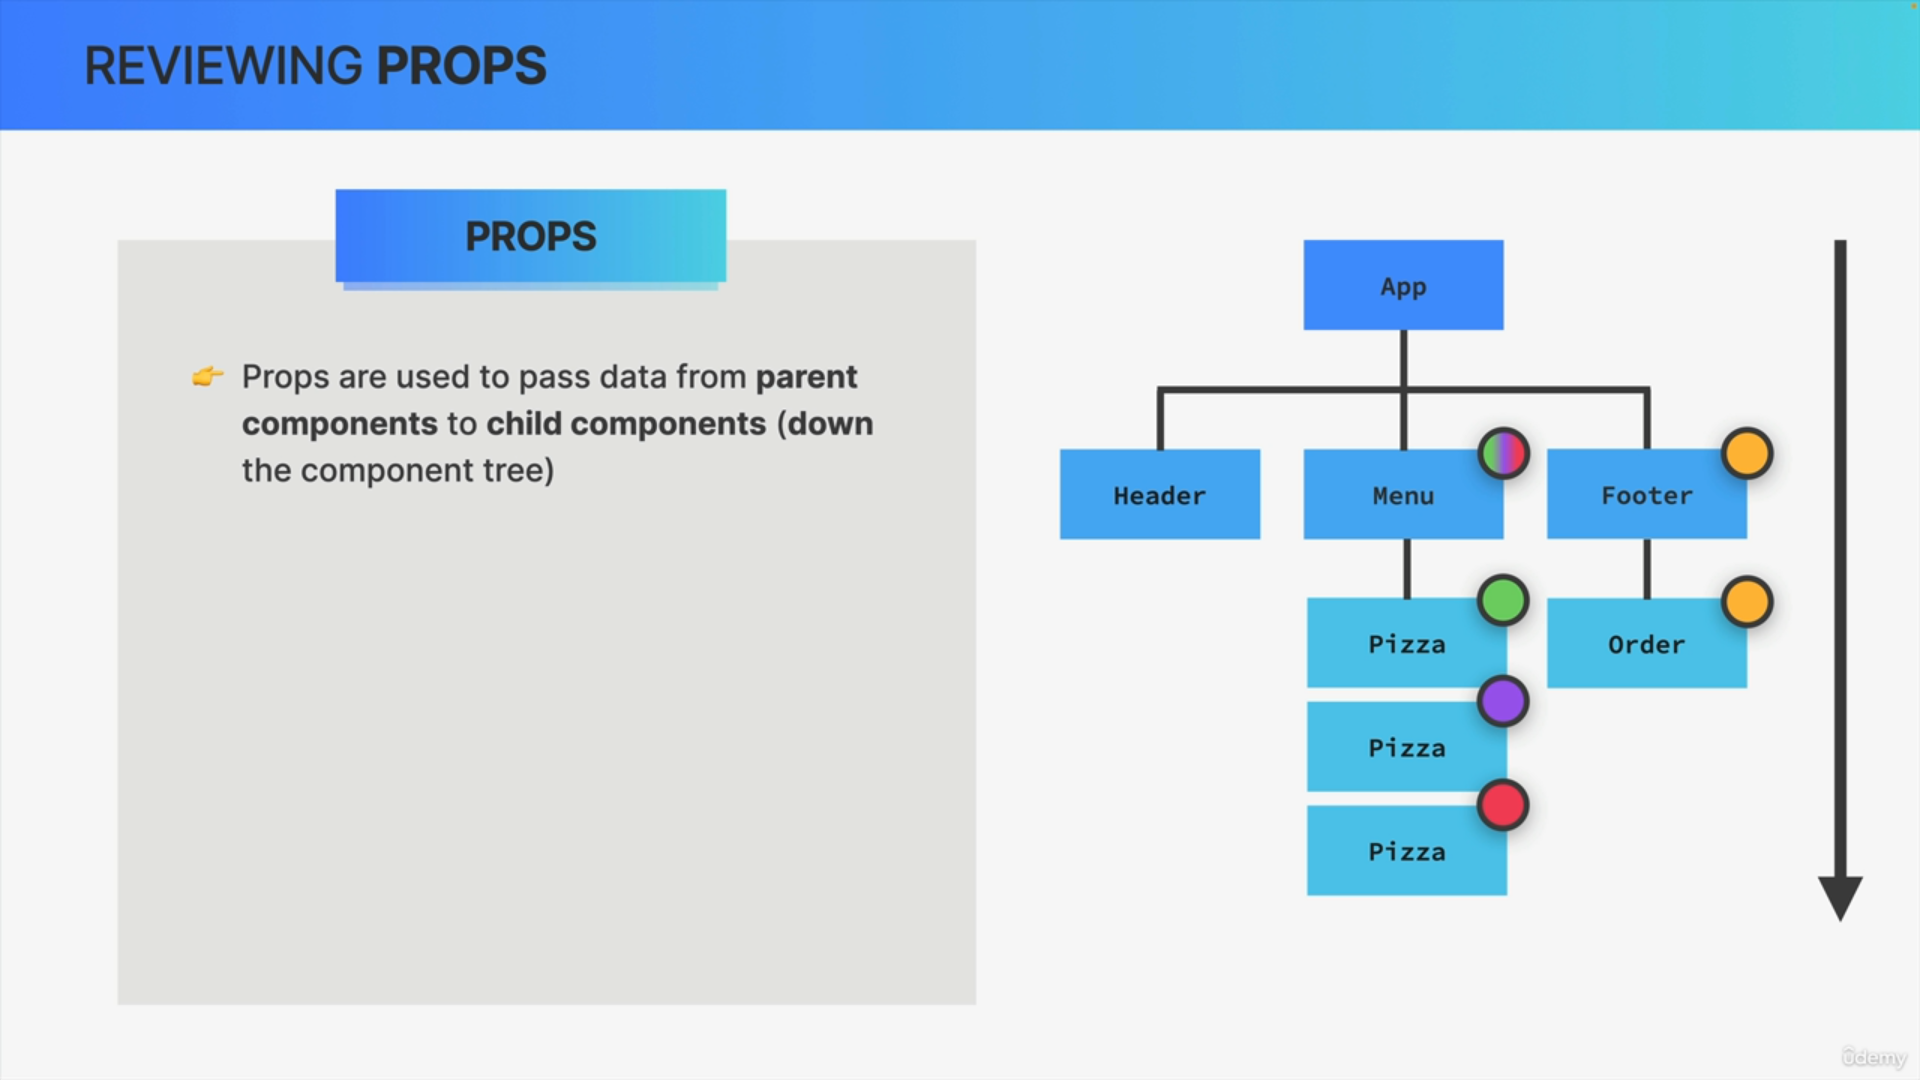 REVIEWING PROPS
PROPS
👉 Props are used to pass data from parent
components to child components (down
the component tree)
App
Header
Menu
Footer
Pizza
Order
Pizza
Pizza
ûdemy